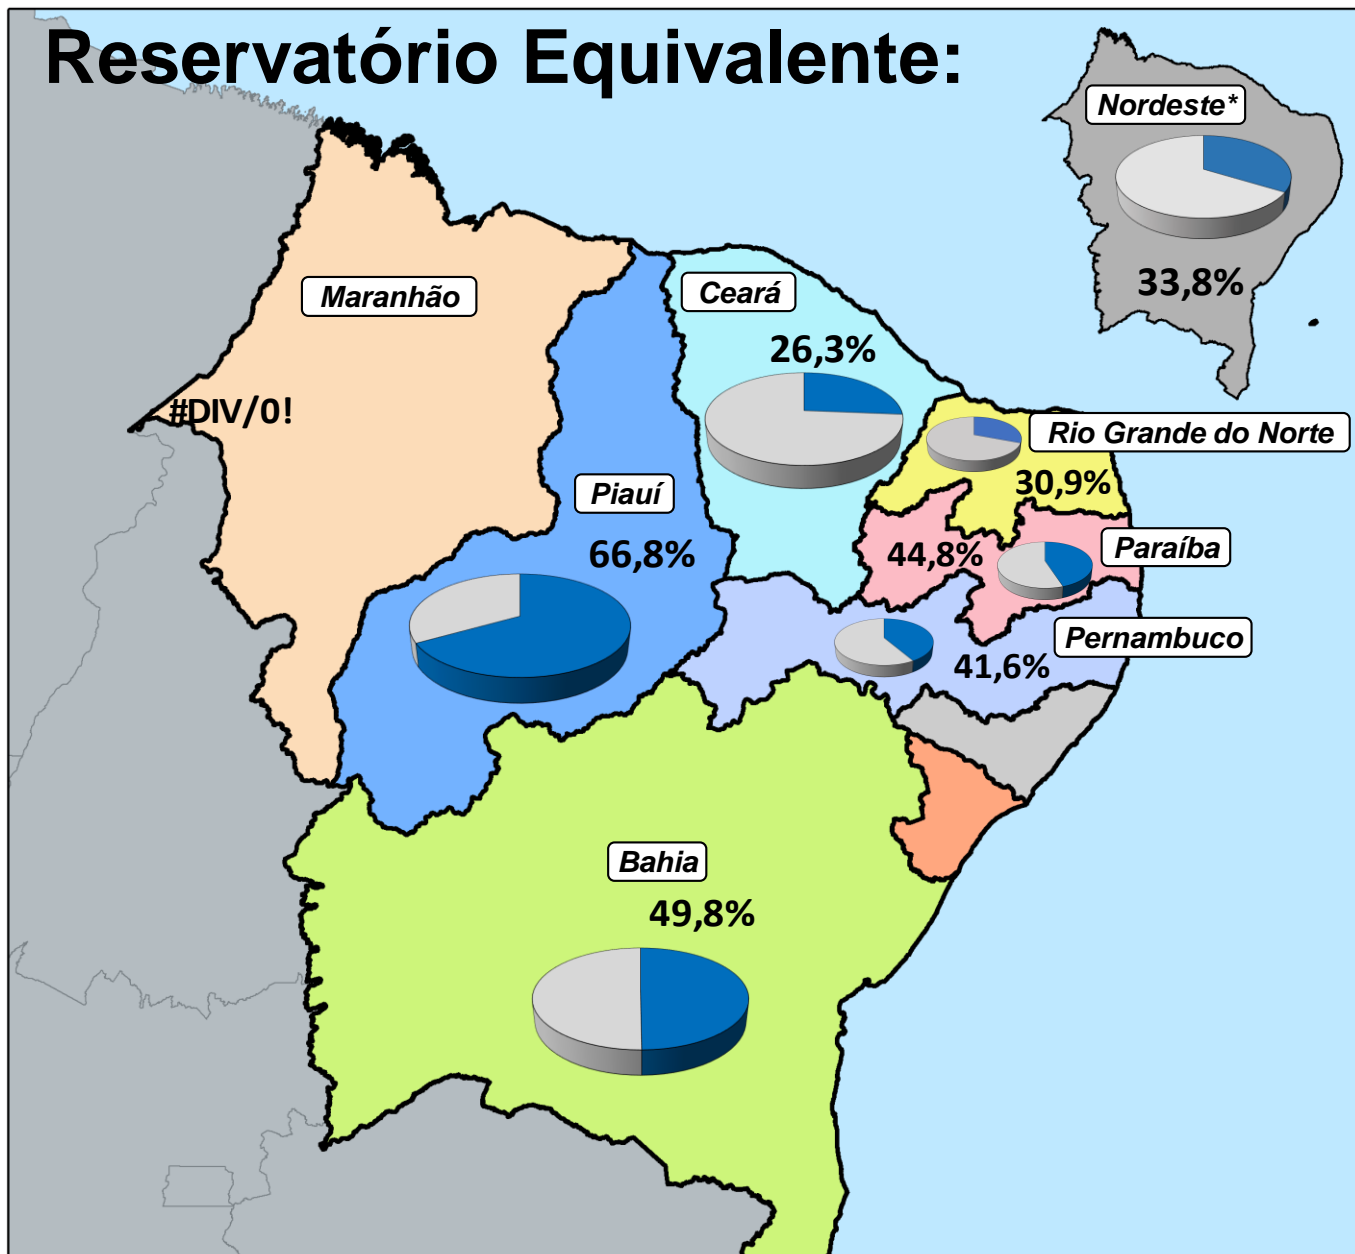 Reservatório Equivalente:
Nordeste*
33,8%
Maranhão
#DIV/0!
Ceará
26,3%
Rio Grande do Norte
30,9%
Piauí
66,8%
Paraíba
44,8%
Pernambuco
41,6%
Bahia
49,8%